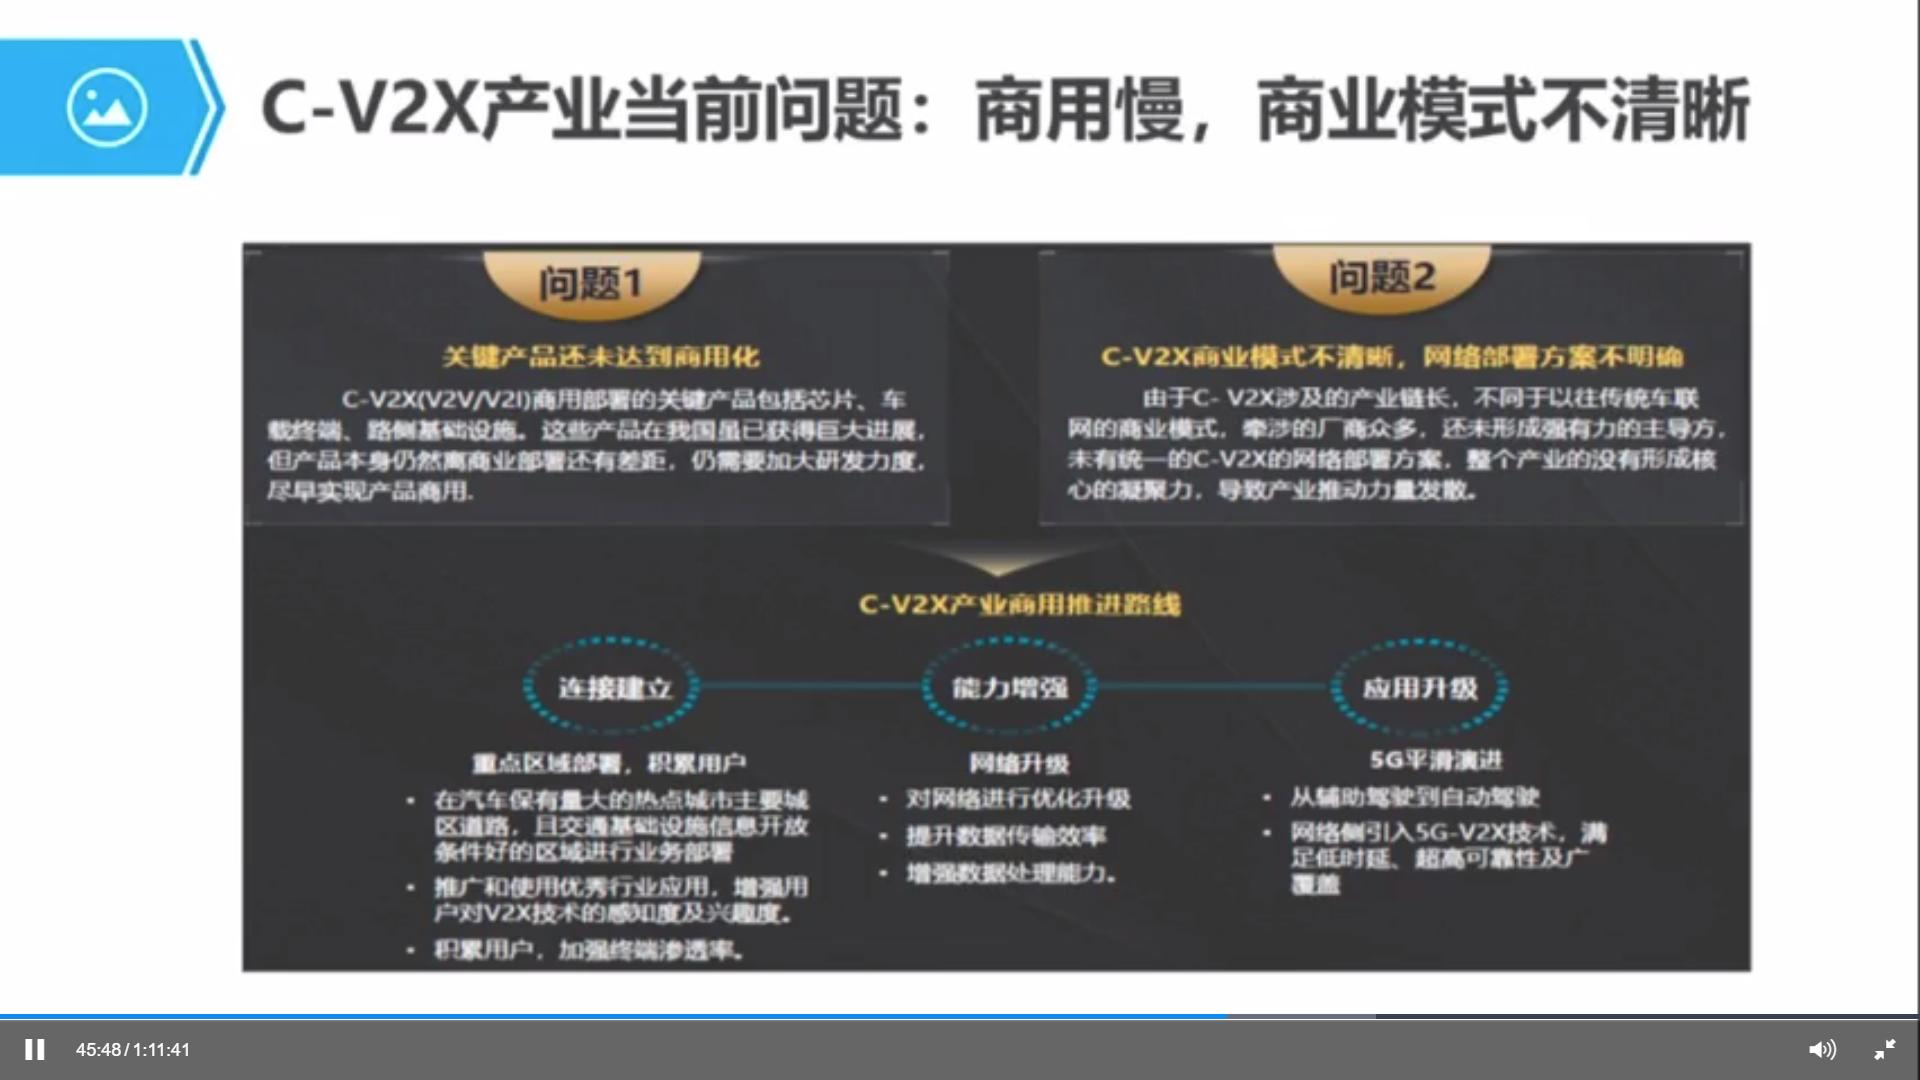 C-V2X产业当前问题：商用慢，商业模式不清晰
问题1
关键产品还未达到商用化
C-V2X(V2V/V2I)商用部署的关键产品包括芯片、车
载终端、路侧基础设施。这些产品在我国虽已获得巨大进展，
但产品本身仍然离商业部署还有差距，仍需要加大研发力度，
尽早实现产品商用.
问题2
C-V2X商业模式不清晰，网络部署方案不明确
由于C- V2X涉及的产业链长，不同于以往传统车联
网的商业模式，牵涉的厂商众多，还未形成强有力的主导方，
未有统一的C-V2X的网络部署方案，整个产业的没有形成核
心的凝聚力，导致产业推动力量发散。
C-V2X产业商用推进路线
连接建立
能力增强
应用升级
重点区域部署，积累用户
• 在汽车保有量大的热点城市主要城
区道路，且交通基础设施信息开放
条件好的区域进行业务部署
• 推广和使用优秀行业应用，增强用
户对V2X技术的感知度及兴趣度。
• 积累用户，加强终端渗透率。
网络升级
• 对网络进行优化升级
• 提升数据传输效率
• 增强数据处理能力。
5G平滑演进
• 从辅助驾驶到自动驾驶
• 网络侧引入5G-V2X技术，满
足低时延、超高可靠性及广
覆盖
45:48/1:11:41